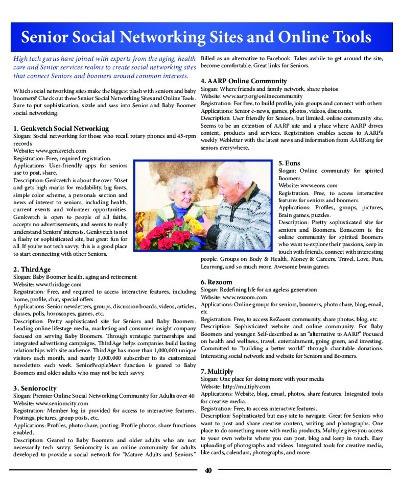 Senior Social Networking Sites and Online Tools
High tech gurus have joined with experts from the aging, health
care and Senior services realms to create social networking sites
that connect Seniors and boomers around common interests.
Which social networking sites make the biggest splash with seniors and baby
boomers? Check out these Senior Social Networking Sites and Online Tools.
Sure to put sophistication, sizzle and sass into Senior and Baby Boomer
social networking.
1. Genkvetch Social Networking
Slogan: Social networking for those who recall rotary phones and 45-rpm
records
Website: www.genkvetch.com
Registration: Free, required registration.
Applications: User-friendly apps for seniors
use to post, share.
Description: Genkvetch is about the over 50 set
and gets high marks for readability, big fonts,
simple color scheme, a personals section and
news of interest to seniors, including health,
current events and volunteer opportunities.
Genkvetch is open to people of all faiths,
accepts no advertisements, and seems to really
understand Seniors' interests. Genkvetch is not
a flashy or sophisticated site, but great fun for
all. If you're not tech savvy, this is a good place
to start connecting with other Seniors.
2. ThirdAge
Slogan: Baby Boomer health, aging and retirement
Website: www.thirdage.com
Registration: Free, and required to access interactive features, including
home, profile, chat, special offers
Applications: Senior newsletters, groups, discussion boards, videos, articles,
classes, polls, horoscopes, games, etc.
Description: Pretty sophisticated site for Seniors and Baby Boomers.
Leading online lifestage media, marketing and consumer insight company
focused on serving Baby Boomers. Through strategic partnerships and
integrated advertising campaigns, ThirdAge helps companies build lasting
relationships with site audience. ThirdAge has more than 1,000,000 unique
visitors each month, and nearly 1,000,000 subscriber to its customized
newsletters each week. SeniorPeopleMeet function is geared to Baby
Boomers and older adults who may not be tech savvy.
3. Seniorocity
Slogan: Premier Online Social Networking Community for Adults over 40
Website: www.seniorocity.com
Registration: Member log in provided for access to interactive features.
Postings, pictures, group posts, etc.
Applications: Profiles, photo share, posting. Profile photos, share functions
enabled.
Description: Geared to Baby Boomers and older adults who are not
necessarily tech savvy. Seniorocity is an online community for adults
developed to provide a social network for "Mature Adults and Seniors."
Billed as an alternative to Facebook. Takes awhile to get around the site,
become comfortable. Great links for Seniors.
4. AARP Online Community
Slogan: Where friends and family network, share photos
Website: www.aarp.org/onlinecommunity
Registration: For free, to build profile, join groups and connect with others
Applications: Senior e-news, games, photos, videos, discounts.
Description: User friendly for Seniors, but limited, online community site.
Seems to be an extension of AARP site and a place where AARP drives
content, products and services. Registration enables access to AARP's
weekly Webletter with the latest news and information from AARP.org for
seniors everywhere.
5. Eons
Slogan: Online community for spirited
Boomers
Website: www.eons.com
Registration: Free, to access interactive
features for seniors and boomers
Applications: Profiles, groups, pictures,
Brain games, puzzles.
Description: Pretty sophisticated site for
seniors and Boomers. Eons.com is the
online community for spirited Boomers
who want to explore their passions, keep in
touch with friends, connect with interesting
people. Groups on Body & Health, Money & Careers, Travel, Love, Fun,
Learning, and so much more. Awesome brain games.
6. Rezoom
Slogan: Redefining life for an ageless generation
Website: www.rezoom.com
Applications: Online groups for seniors, boomers, photo share, blog, email,
etc
Registration: Free, to access ReZoom community, share photos, blog, etc
Description: Sophisticated website and online community. For Baby
Boomers and younger. Self-described as an "alternative to AARP." Focused
on health and wellness, travel, entertainment, going green, and investing.
Committed to "building a better world" through charitable donations.
Interesting social network and website for Seniors and Boomers.
7. Multiply
Slogan: One place for doing more with your media
Website: http://multiply.com
Applications: Website, blog, email, photos, share features. Integrated tools
for creative media.
Registration: Free, to access interactive features.
Description: Sophisticated but easy site to navigate. Great for Seniors who
want to post and share creative content, writing and photographs. One
place to do something more with media products. Multiply gives you access
to your own website where you can post, blog and keep in touch. Easy
uploading of photographs and videos. Integrated tools for creative media,
like cards, calendars, photographs, and more.
40